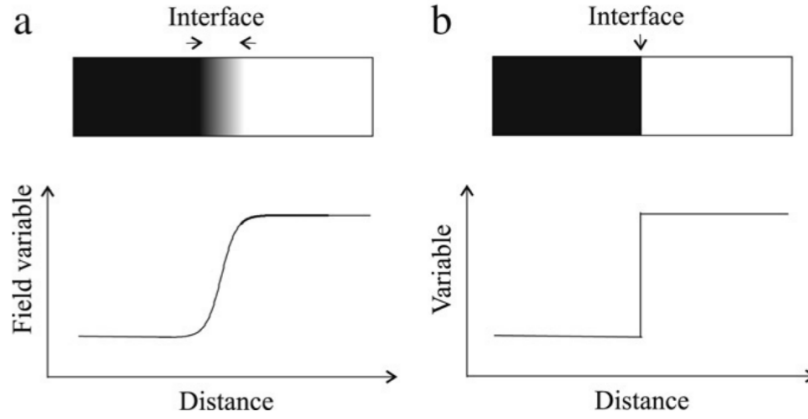 a
Interface
Field variable
Distance
b
Interface
Variable
Distance